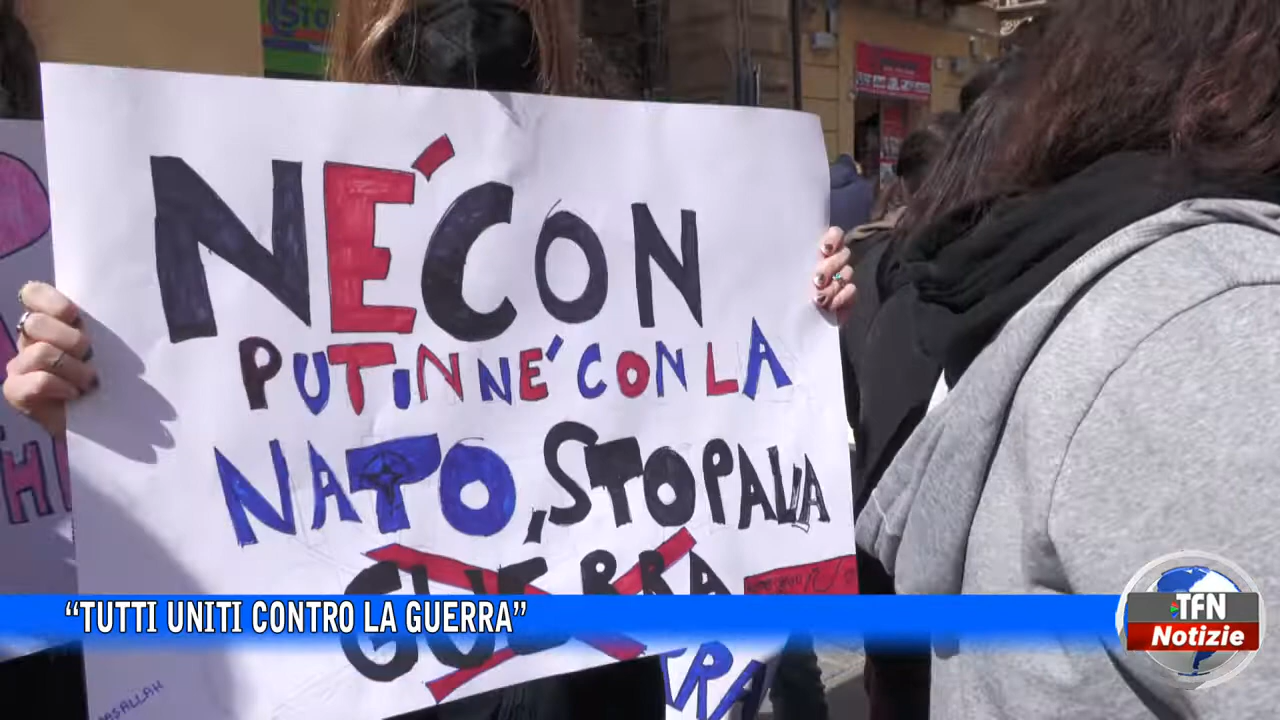 NÉ CON
PUTIN NÉ CON LA
NATO, STOP ALLA
GUERRA
“TUTTI UNITI CONTRO LA GUERRA”
TFN
Notizie